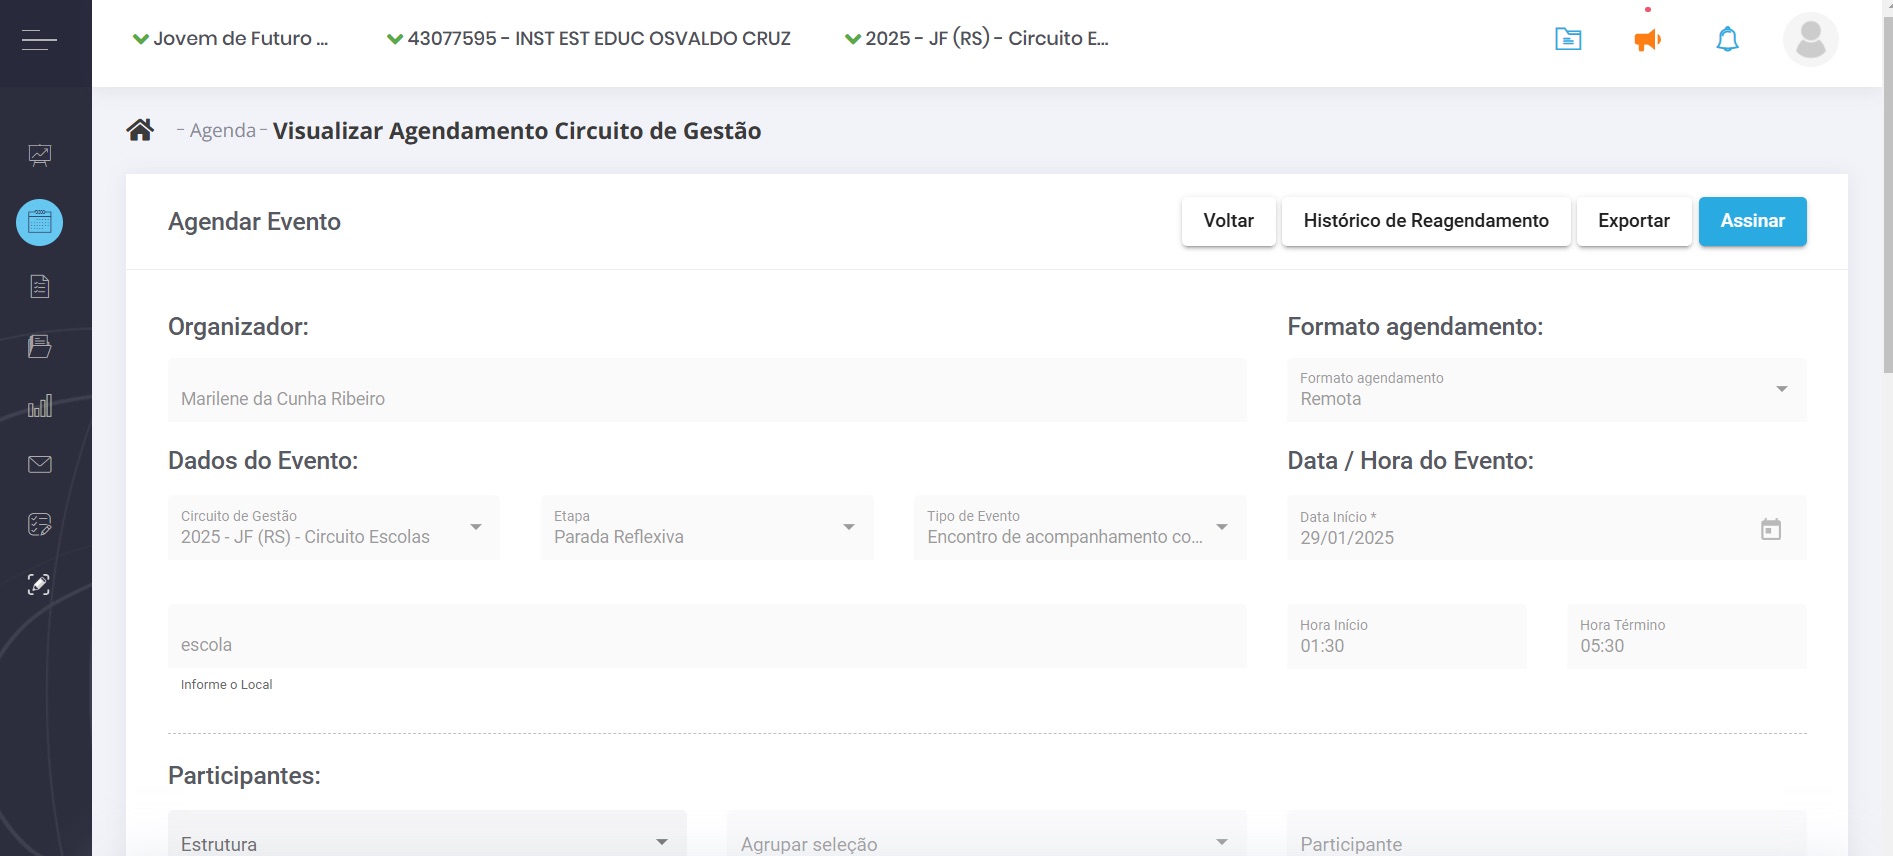 Jovem de Futuro ...
43077595 - INST EST EDUC OSVALDO CRUZ
2025 - JF (RS) - Circuito E...
- Agenda - Visualizar Agendamento Circuito de Gestão
Agendar Evento
Voltar
Histórico de Reagendamento
Exportar
Assinar
Organizador:
Formato agendamento:
Marilene da Cunha Ribeiro
Formato agendamento
Remota
Dados do Evento:
Data / Hora do Evento:
Circuito de Gestão
2025 - JF (RS) - Circuito Escolas
Etapa
Parada Reflexiva
Tipo de Evento
Encontro de acompanhamento co...
Data Início *
29/01/2025
escola
Informe o Local
Hora Início
01:30
Hora Término
05:30
Participantes:
Estrutura
Agrupar seleção
Participante